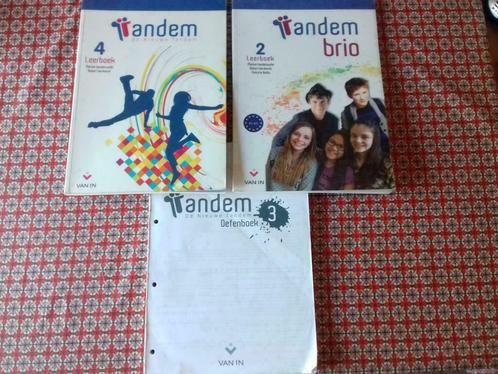 Tandem
De Nieuwe Tandem
4
Leerboek
VAN IN
Tandem
brio
2
Leerboek
VAN IN
Tandem
De Nieuwe Tandem
Oefenboek 3
VAN IN